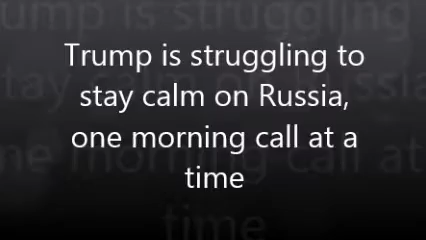 Trump is struggling to
stay calm on Russia,
one morning call at a
time